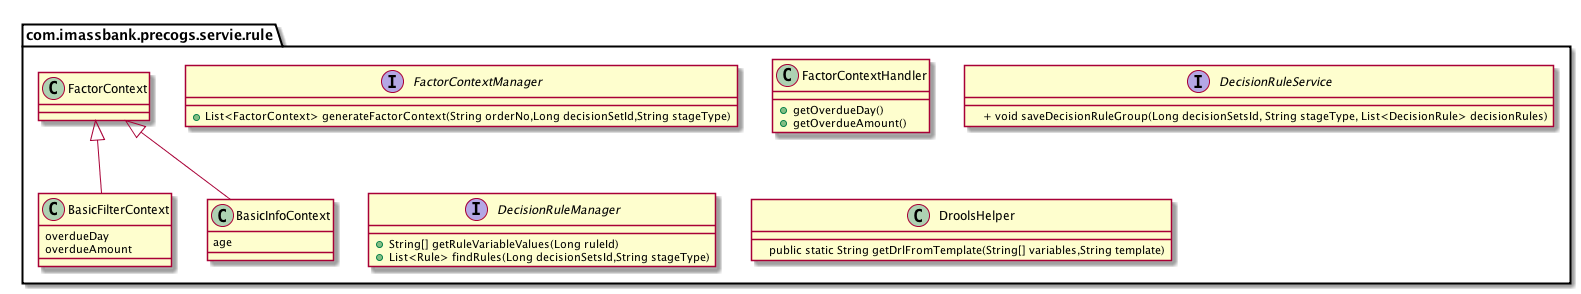 com.imassbank.precogs.servie.rule
C FactorContext
I FactorContextManager
List<FactorContext> generateFactorContext(String orderNo,Long decisionSetId,String stageType)
C FactorContextHandler
getOverdueDay()
getOverdueAmount()
I DecisionRuleService
+ void saveDecisionRuleGroup(Long decisionSetsId, String stageType, List<DecisionRule> decisionRules)
C BasicFilterContext
overdueDay
overdueAmount
C BasicInfoContext
age
I DecisionRuleManager
String[] getRuleVariableValues(Long ruleId)
List<Rule> findRules(Long decisionSetsId,String stageType)
C DroolsHelper
public static String getDrlFromTemplate(String[] variables,String template)